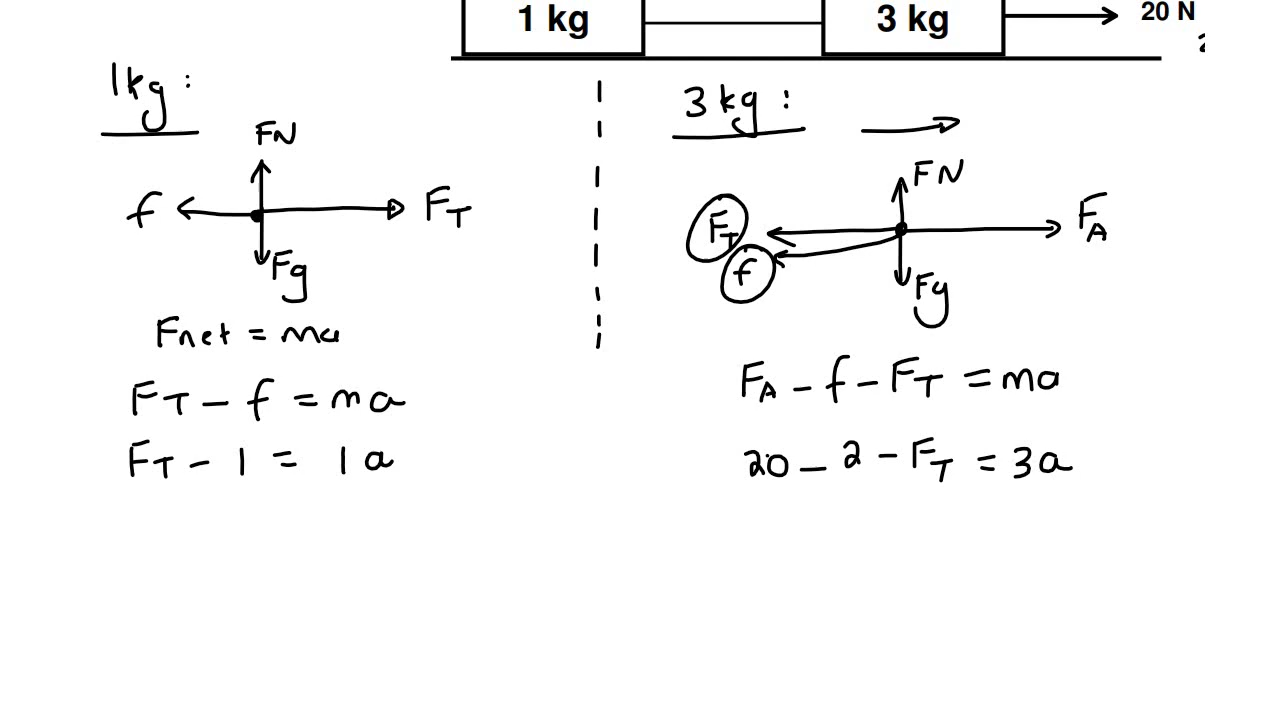 1 kg 3 kg 20 N
1kg :
FN
f FT
Fg
Fnet = ma
FT - f = ma
FT - 1 = 1a
3 kg :
FN
FT FA
f
Fg
FA - f - FT = ma
20 - 2 - FT = 3a